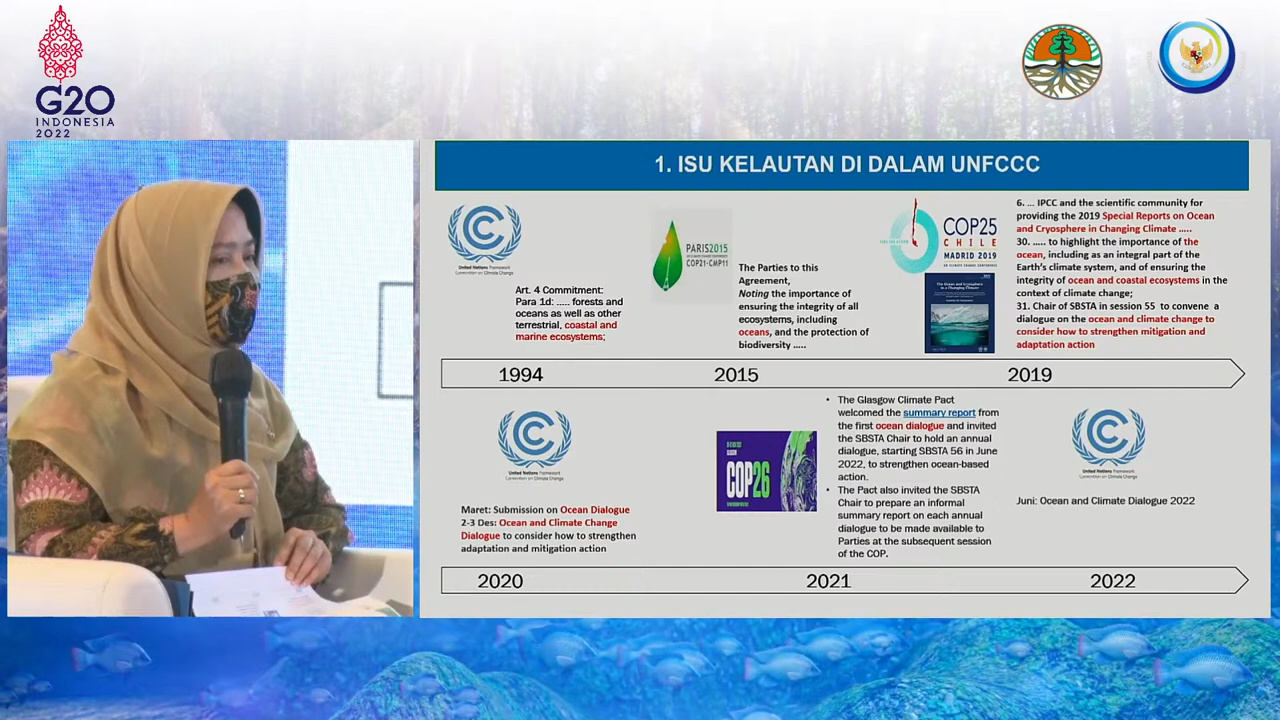 G20
INDONESIA
2022
1. ISU KELAUTAN DI DALAM UNFCCC
United Nations Framework
Convention on Climate Change
Art. 4 Commitment:
Para 1d: ..... forests and
oceans as well as other
terrestrial, coastal and
marine ecosystems;
PARIS2015
COP21·CMP11
The Parties to this
Agreement,
Noting the importance of
ensuring the integrity of all
ecosystems, including
oceans, and the protection of
biodiversity .....
COP25
CHILE
MADRID 2019
The Ocean and Cryosphere
in a Changing Climate
6. ... IPCC and the scientific community for
providing the 2019 Special Reports on Ocean
and Cryosphere in Changing Climate .....
30. ..... to highlight the importance of the
ocean, including as an integral part of the
Earth's climate system, and of ensuring the
integrity of ocean and coastal ecosystems in the
context of climate change;
31. Chair of SBSTA in session 55 to convene a
dialogue on the ocean and climate change to
consider how to strengthen mitigation and
adaptation action
1994
2015
2019
United Nations Framework
Convention on Climate Change
Maret: Submission on Ocean Dialogue
2-3 Des: Ocean and Climate Change
Dialogue to consider how to strengthen
adaptation and mitigation action
COP26
• The Glasgow Climate Pact
welcomed the summary report from
the first ocean dialogue and invited
the SBSTA Chair to hold an annual
dialogue, starting SBSTA 56 in June
2022, to strengthen ocean-based
action.
• The Pact also invited the SBSTA
Chair to prepare an informal
summary report on each annual
dialogue to be made available to
Parties at the subsequent session
of the COP.
United Nations Framework
Convention on Climate Change
Juni: Ocean and Climate Dialogue 2022
2020
2021
2022